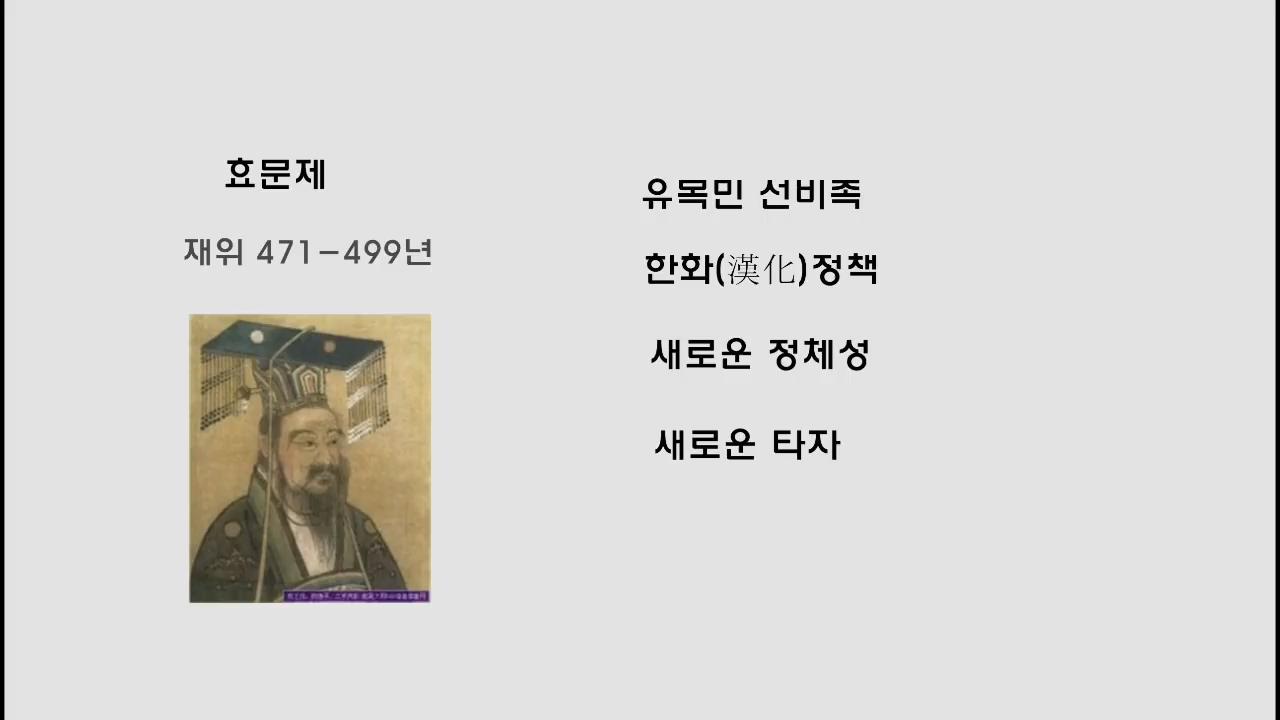 효문제
재위 471-499년
유목민 선비족
한화(漢化)정책
새로운 정체성
새로운 타자